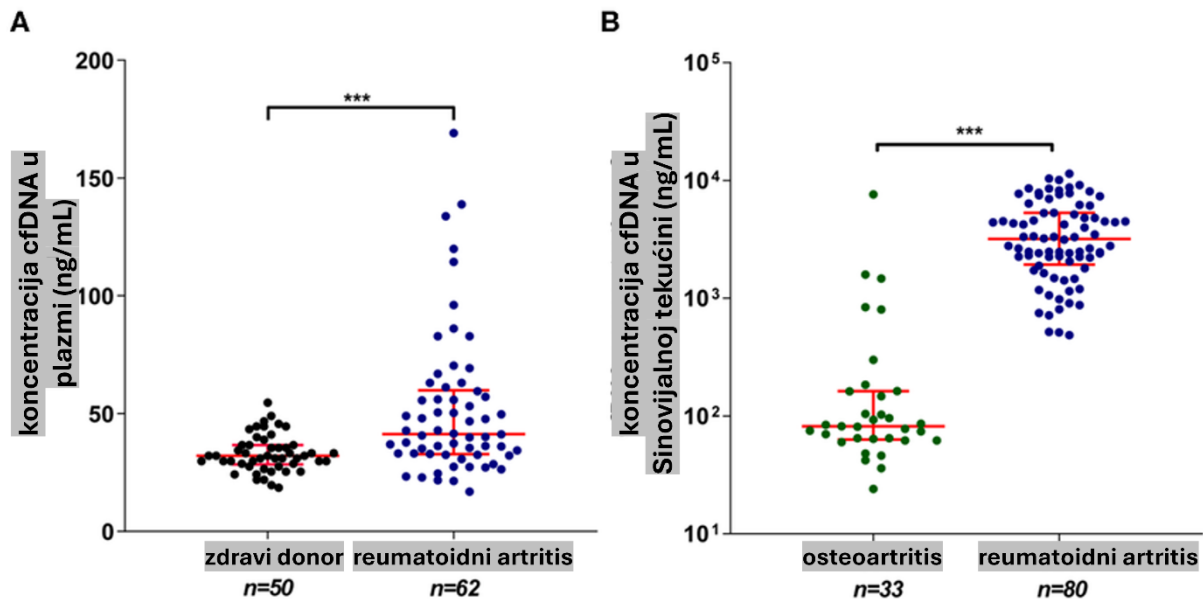 A
koncentracija cfDNA u
plazmi (ng/mL)
200
150
100
50
0
***
zdravi donor
reumatoidni artritis
n=50
n=62
B
koncentracija cfDNA u
Sinovijalnoj tekućini (ng/mL)
10⁵
10⁴
10³
10²
10¹
***
osteoartritis
reumatoidni artritis
n=33
n=80